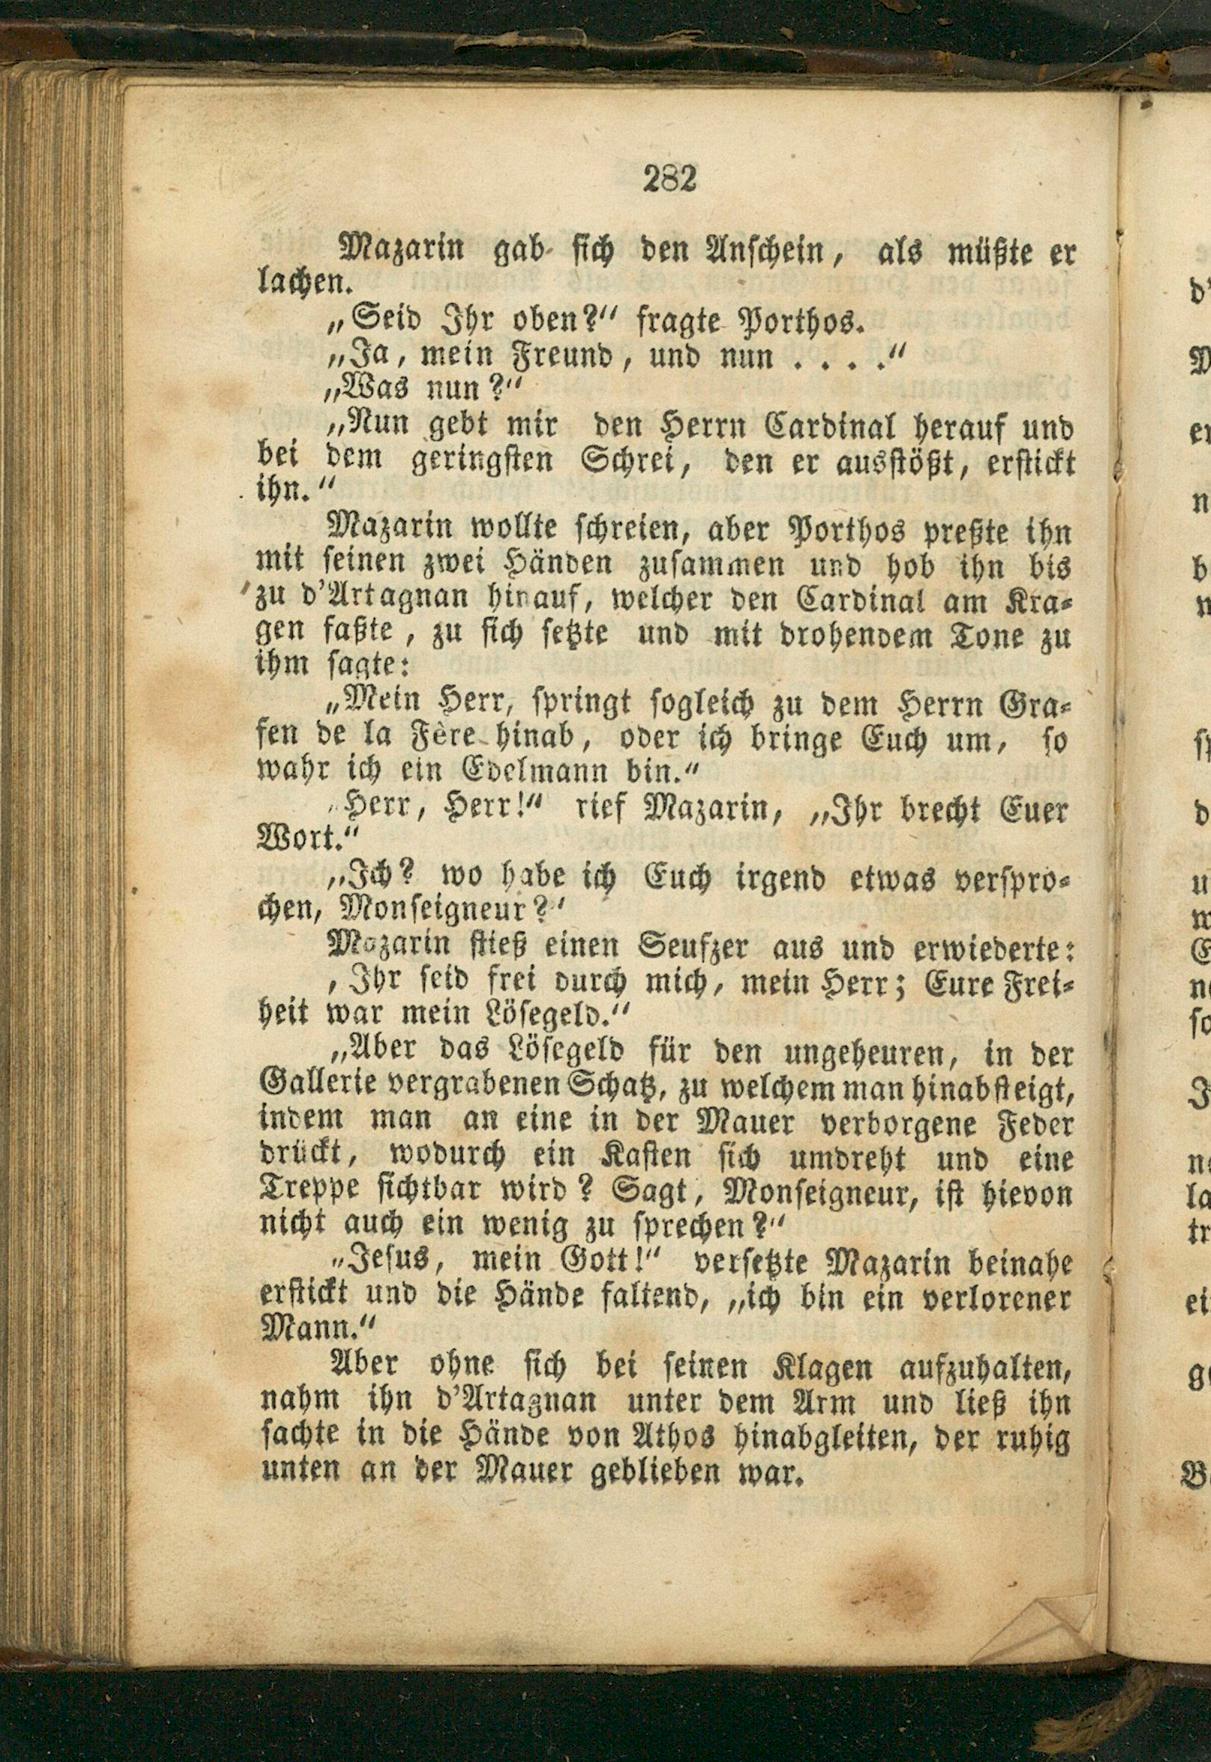 282
Mazarin gab sich den Anschein, als müßte er
lachen.
„Seid Ihr oben?“ fragte Porthos.
„Ja, mein Freund, und nun . . . .“
„Was nun?“
„Nun gebt mir den Herrn Cardinal herauf und
bei dem geringsten Schrei, den er ausstößt, erstickt
ihn.“
Mazarin wollte schreien, aber Porthos preßte ihn
mit seinen zwei Händen zusammen und hob ihn bis
zu d'Artagnan hinauf, welcher den Cardinal am Kra-
gen faßte, zu sich setzte und mit drohendem Tone zu
ihm sagte:
„Mein Herr, springt sogleich zu dem Herrn Gra-
fen de la Fère hinab, oder ich bringe Euch um, so
wahr ich ein Edelmann bin.“
„Herr, Herr!“ rief Mazarin, „Ihr brecht Euer
Wort.“
„Ich? wo habe ich Euch irgend etwas verspro-
chen, Monseigneur?“
Mazarin stieß einen Seufzer aus und erwiederte:
„Ihr seid frei durch mich, mein Herr; Eure Frei-
heit war mein Lösegeld.“
„Aber das Lösegeld für den ungeheuren, in der
Gallerie vergrabenen Schatz, zu welchem man hinabsteigt,
indem man an eine in der Mauer verborgene Feder
drückt, wodurch ein Kasten sich umdreht und eine
Treppe sichtbar wird? Sagt, Monseigneur, ist hievon
nicht auch ein wenig zu sprechen?“
„Jesus, mein Gott!“ versetzte Mazarin beinahe
erstickt und die Hände faltend, „ich bin ein verlorener
Mann.“
Aber ohne sich bei seinen Klagen aufzuhalten,
nahm ihn d'Artagnan unter dem Arm und ließ ihn
sachte in die Hände von Athos hinabgleiten, der ruhig
unten an der Mauer geblieben war.